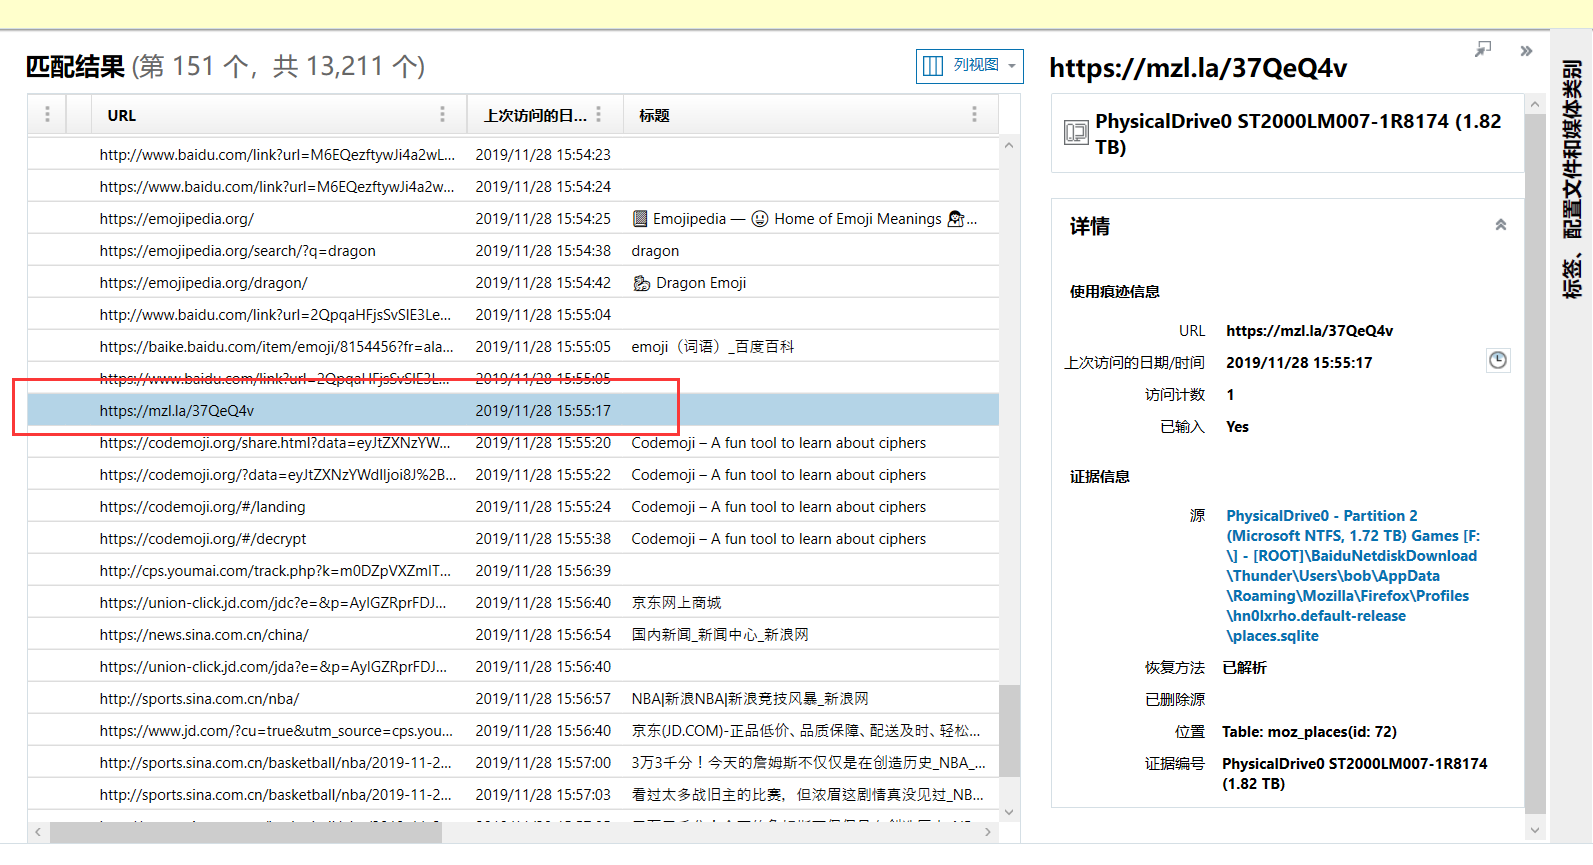 匹配结果 (第 151 个，共 13,211 个)
列视图
URL 上次访问的日... 标题
http://www.baidu.com/link?url=M6EQezftywJi4a2wL... 2019/11/28 15:54:23
https://www.baidu.com/link?url=M6EQezftywJi4a2w... 2019/11/28 15:54:24
https://emojipedia.org/ 2019/11/28 15:54:25 📓 Emojipedia — 😃 Home of Emoji Meanings ...
https://emojipedia.org/search/?q=dragon 2019/11/28 15:54:38 dragon
https://emojipedia.org/dragon/ 2019/11/28 15:54:42 🐉 Dragon Emoji
http://www.baidu.com/link?url=2QpqaHFjsSvSIE3Le... 2019/11/28 15:55:04
https://baike.baidu.com/item/emoji/8154456?fr=ala... 2019/11/28 15:55:05 emoji（词语）_百度百科
https://www.baidu.com/link?url=2QpqaHFjsSvSIE3L... 2019/11/28 15:55:05
https://mzl.la/37QeQ4v 2019/11/28 15:55:17
https://codemoji.org/share.html?data=eyJtZXNzYW... 2019/11/28 15:55:20 Codemoji – A fun tool to learn about ciphers
https://codemoji.org/?data=eyJtZXNzYWdlIjoi8J%2B... 2019/11/28 15:55:22 Codemoji – A fun tool to learn about ciphers
https://codemoji.org/#/landing 2019/11/28 15:55:24 Codemoji – A fun tool to learn about ciphers
https://codemoji.org/#/decrypt 2019/11/28 15:55:38 Codemoji – A fun tool to learn about ciphers
http://cps.youmai.com/track.php?k=m0DZpVXZmlT... 2019/11/28 15:56:39
https://union-click.jd.com/jdc?e=&p=AyIGZRprFDJ... 2019/11/28 15:56:40 京东网上商城
https://news.sina.com.cn/china/ 2019/11/28 15:56:54 国内新闻_新闻中心_新浪网
https://union-click.jd.com/jda?e=&p=AyIGZRprFDJ... 2019/11/28 15:56:40
http://sports.sina.com.cn/nba/ 2019/11/28 15:56:57 NBA|新浪NBA|新浪竞技风暴_新浪网
https://www.jd.com/?cu=true&utm_source=cps.you... 2019/11/28 15:56:40 京东(JD.COM)-正品低价、品质保障、配送及时、轻松...
http://sports.sina.com.cn/basketball/nba/2019-11-2... 2019/11/28 15:57:00 3万3千分！今天的詹姆斯不仅仅是在创造历史_NBA_...
http://sports.sina.com.cn/basketball/nba/2019-11-2... 2019/11/28 15:57:03 看过太多战旧主的比赛，但浓眉这剧情真没见过_NB...
https://mzl.la/37QeQ4v
PhysicalDrive0 ST2000LM007-1R8174 (1.82
TB)
详情
使用痕迹信息
URL https://mzl.la/37QeQ4v
上次访问的日期/时间 2019/11/28 15:55:17
访问计数 1
已输入 Yes
证据信息
源 PhysicalDrive0 - Partition 2
(Microsoft NTFS, 1.72 TB) Games [F:
\] - [ROOT]\BaiduNetdiskDownload
\Thunder\Users\bob\AppData
\Roaming\Mozilla\Firefox\Profiles
\hn0lxrho.default-release
\places.sqlite
恢复方法 已解析
已删除源
位置 Table: moz_places(id: 72)
证据编号 PhysicalDrive0 ST2000LM007-1R8174
(1.82 TB)
标签、配置文件和媒体类别